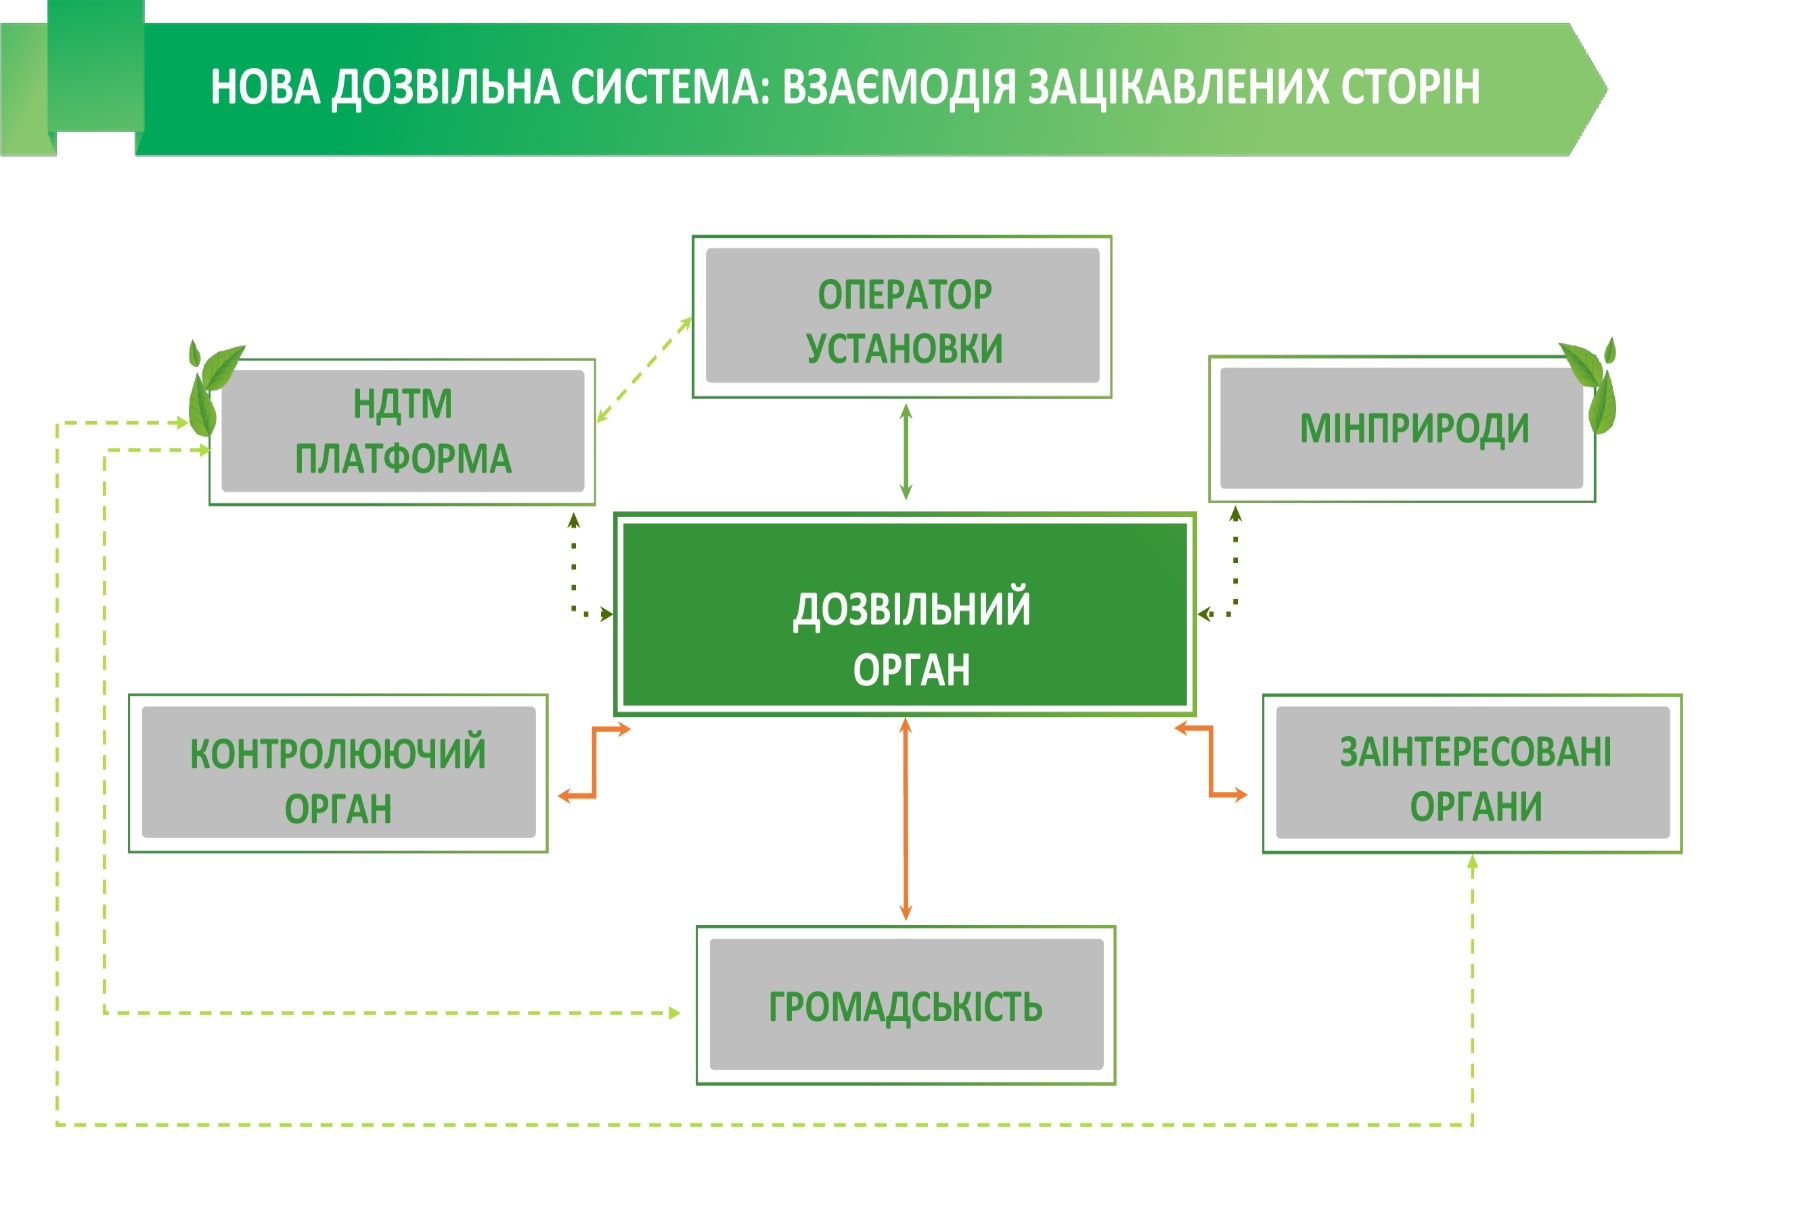 НОВА ДОЗВІЛЬНА СИСТЕМА: ВЗАЄМОДІЯ ЗАЦІКАВЛЕНИХ СТОРІН
ОПЕРАТОР
УСТАНОВКИ
НДТМ
ПЛАТФОРМА
МІНПРИРОДИ
ДОЗВІЛЬНИЙ
ОРГАН
КОНТРОЛЮЮЧИЙ
ОРГАН
ЗАІНТЕРЕСОВАНІ
ОРГАНИ
ГРОМАДСЬКІСТЬ